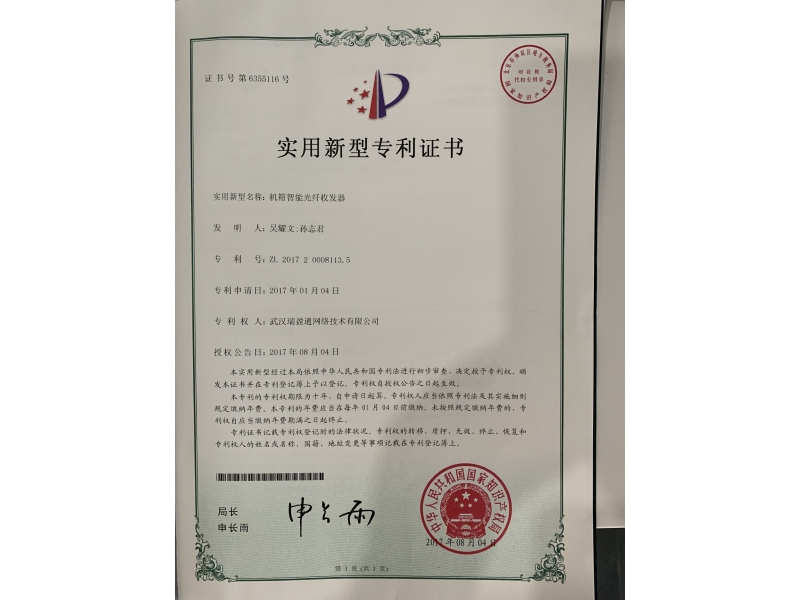 证书号第6355116号
实用新型专利证书
实用新型名称：机箱智能光纤收发器
发 明 人：吴耀文;孙志君
专 利 号：ZL 2017 2 0008113.5
专利申请日：2017年01月04日
专 利 权 人：武汉瑞盈通网络技术有限公司
授权公告日：2017年08月04日
本实用新型经过本局依照中华人民共和国专利法进行初步审查，决定授予专利权，颁
发本证书并在专利登记簿上予以登记。专利权自授权公告之日起生效。
本专利的专利权期限为十年，自申请日起算。专利权人应当依照专利法及其实施细则
规定缴纳年费。本专利的年费应当在每年01月04日前缴纳。未按照规定缴纳年费的，专
利权自应当缴纳年费期满之日起终止。
专利证书记载专利权登记时的法律状况。专利权的转移、质押、无效、终止、恢复和
专利权人的姓名或名称、国籍、地址变更等事项记载在专利登记簿上。
局长
申长雨
申长雨
中华人民共和国国家知识产权局
2017年08月04日
第1页(共1页)